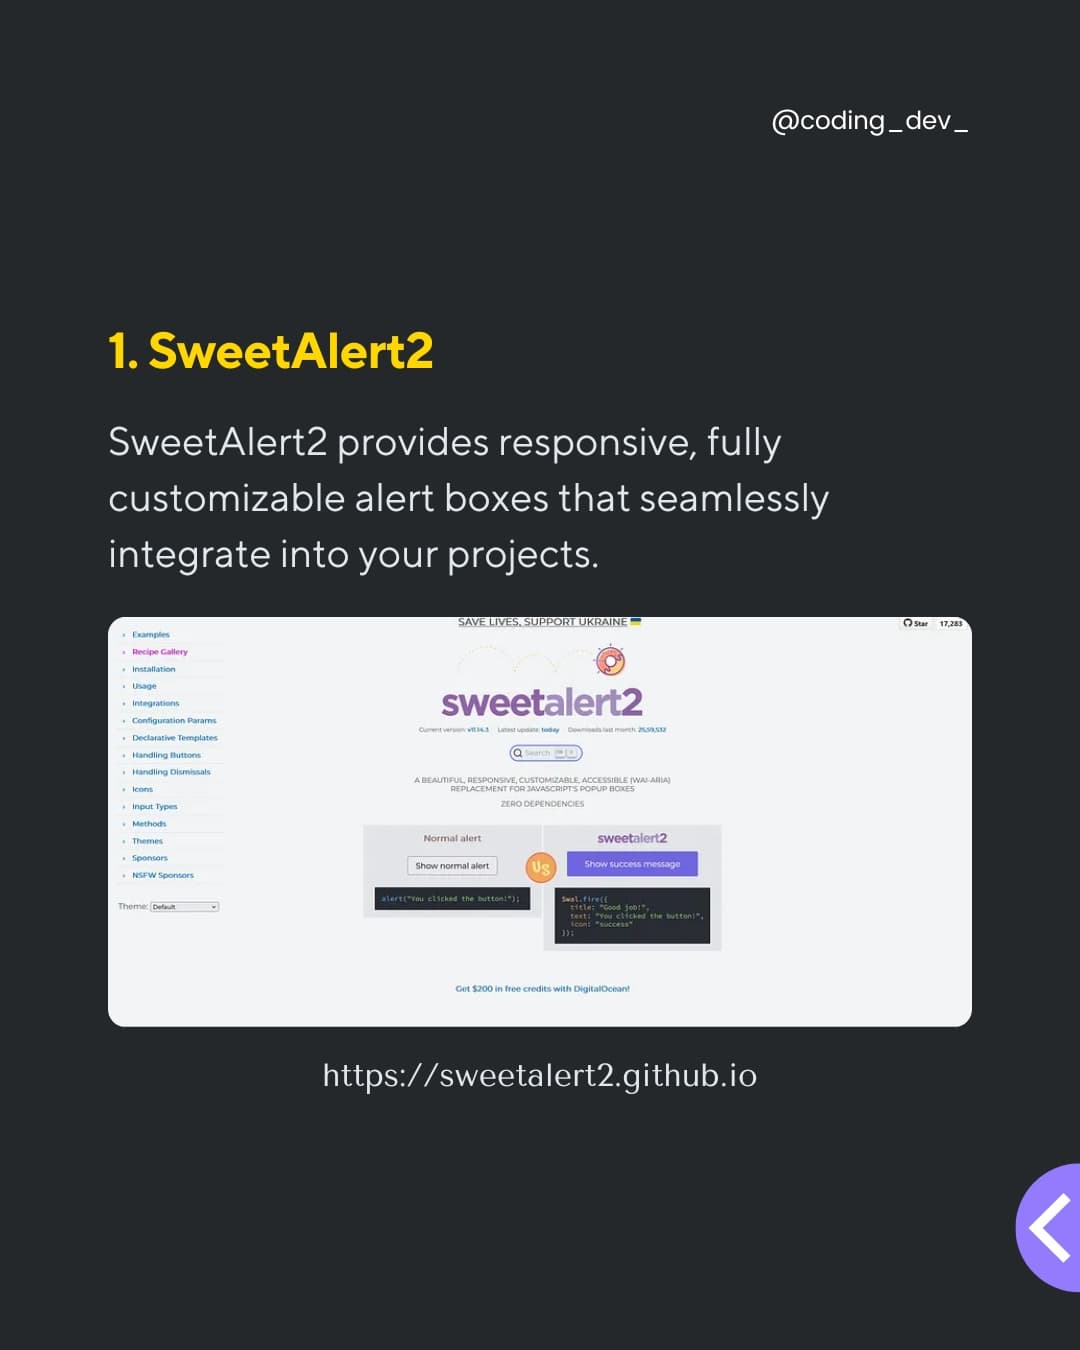 @coding_dev_
1. SweetAlert2
SweetAlert2 provides responsive, fully
customizable alert boxes that seamlessly
integrate into your projects.
SAVE LIVES, SUPPORT UKRAINE
Star 17,283
Examples
Recipe Gallery
Installation
Usage
Integrations
Configuration Params
Declarative Templates
Handling Buttons
Handling Dismissals
Icons
Input Types
Methods
Themes
Sponsors
NSFW Sponsors
Theme: Default
sweetalert2
Current version: v11.14.3 Latest update: today Downloads last month: 25,59,532
Search
A BEAUTIFUL, RESPONSIVE, CUSTOMIZABLE, ACCESSIBLE (WAI-ARIA)
REPLACEMENT FOR JAVASCRIPT'S POPUP BOXES
ZERO DEPENDENCIES
Normal alert
Show normal alert
alert("You clicked the button!");
VS
sweetalert2
Show success message
Swal.fire({
title: "Good job!",
text: "You clicked the button!",
icon: "success"
});
Get $200 in free credits with DigitalOcean!
https://sweetalert2.github.io